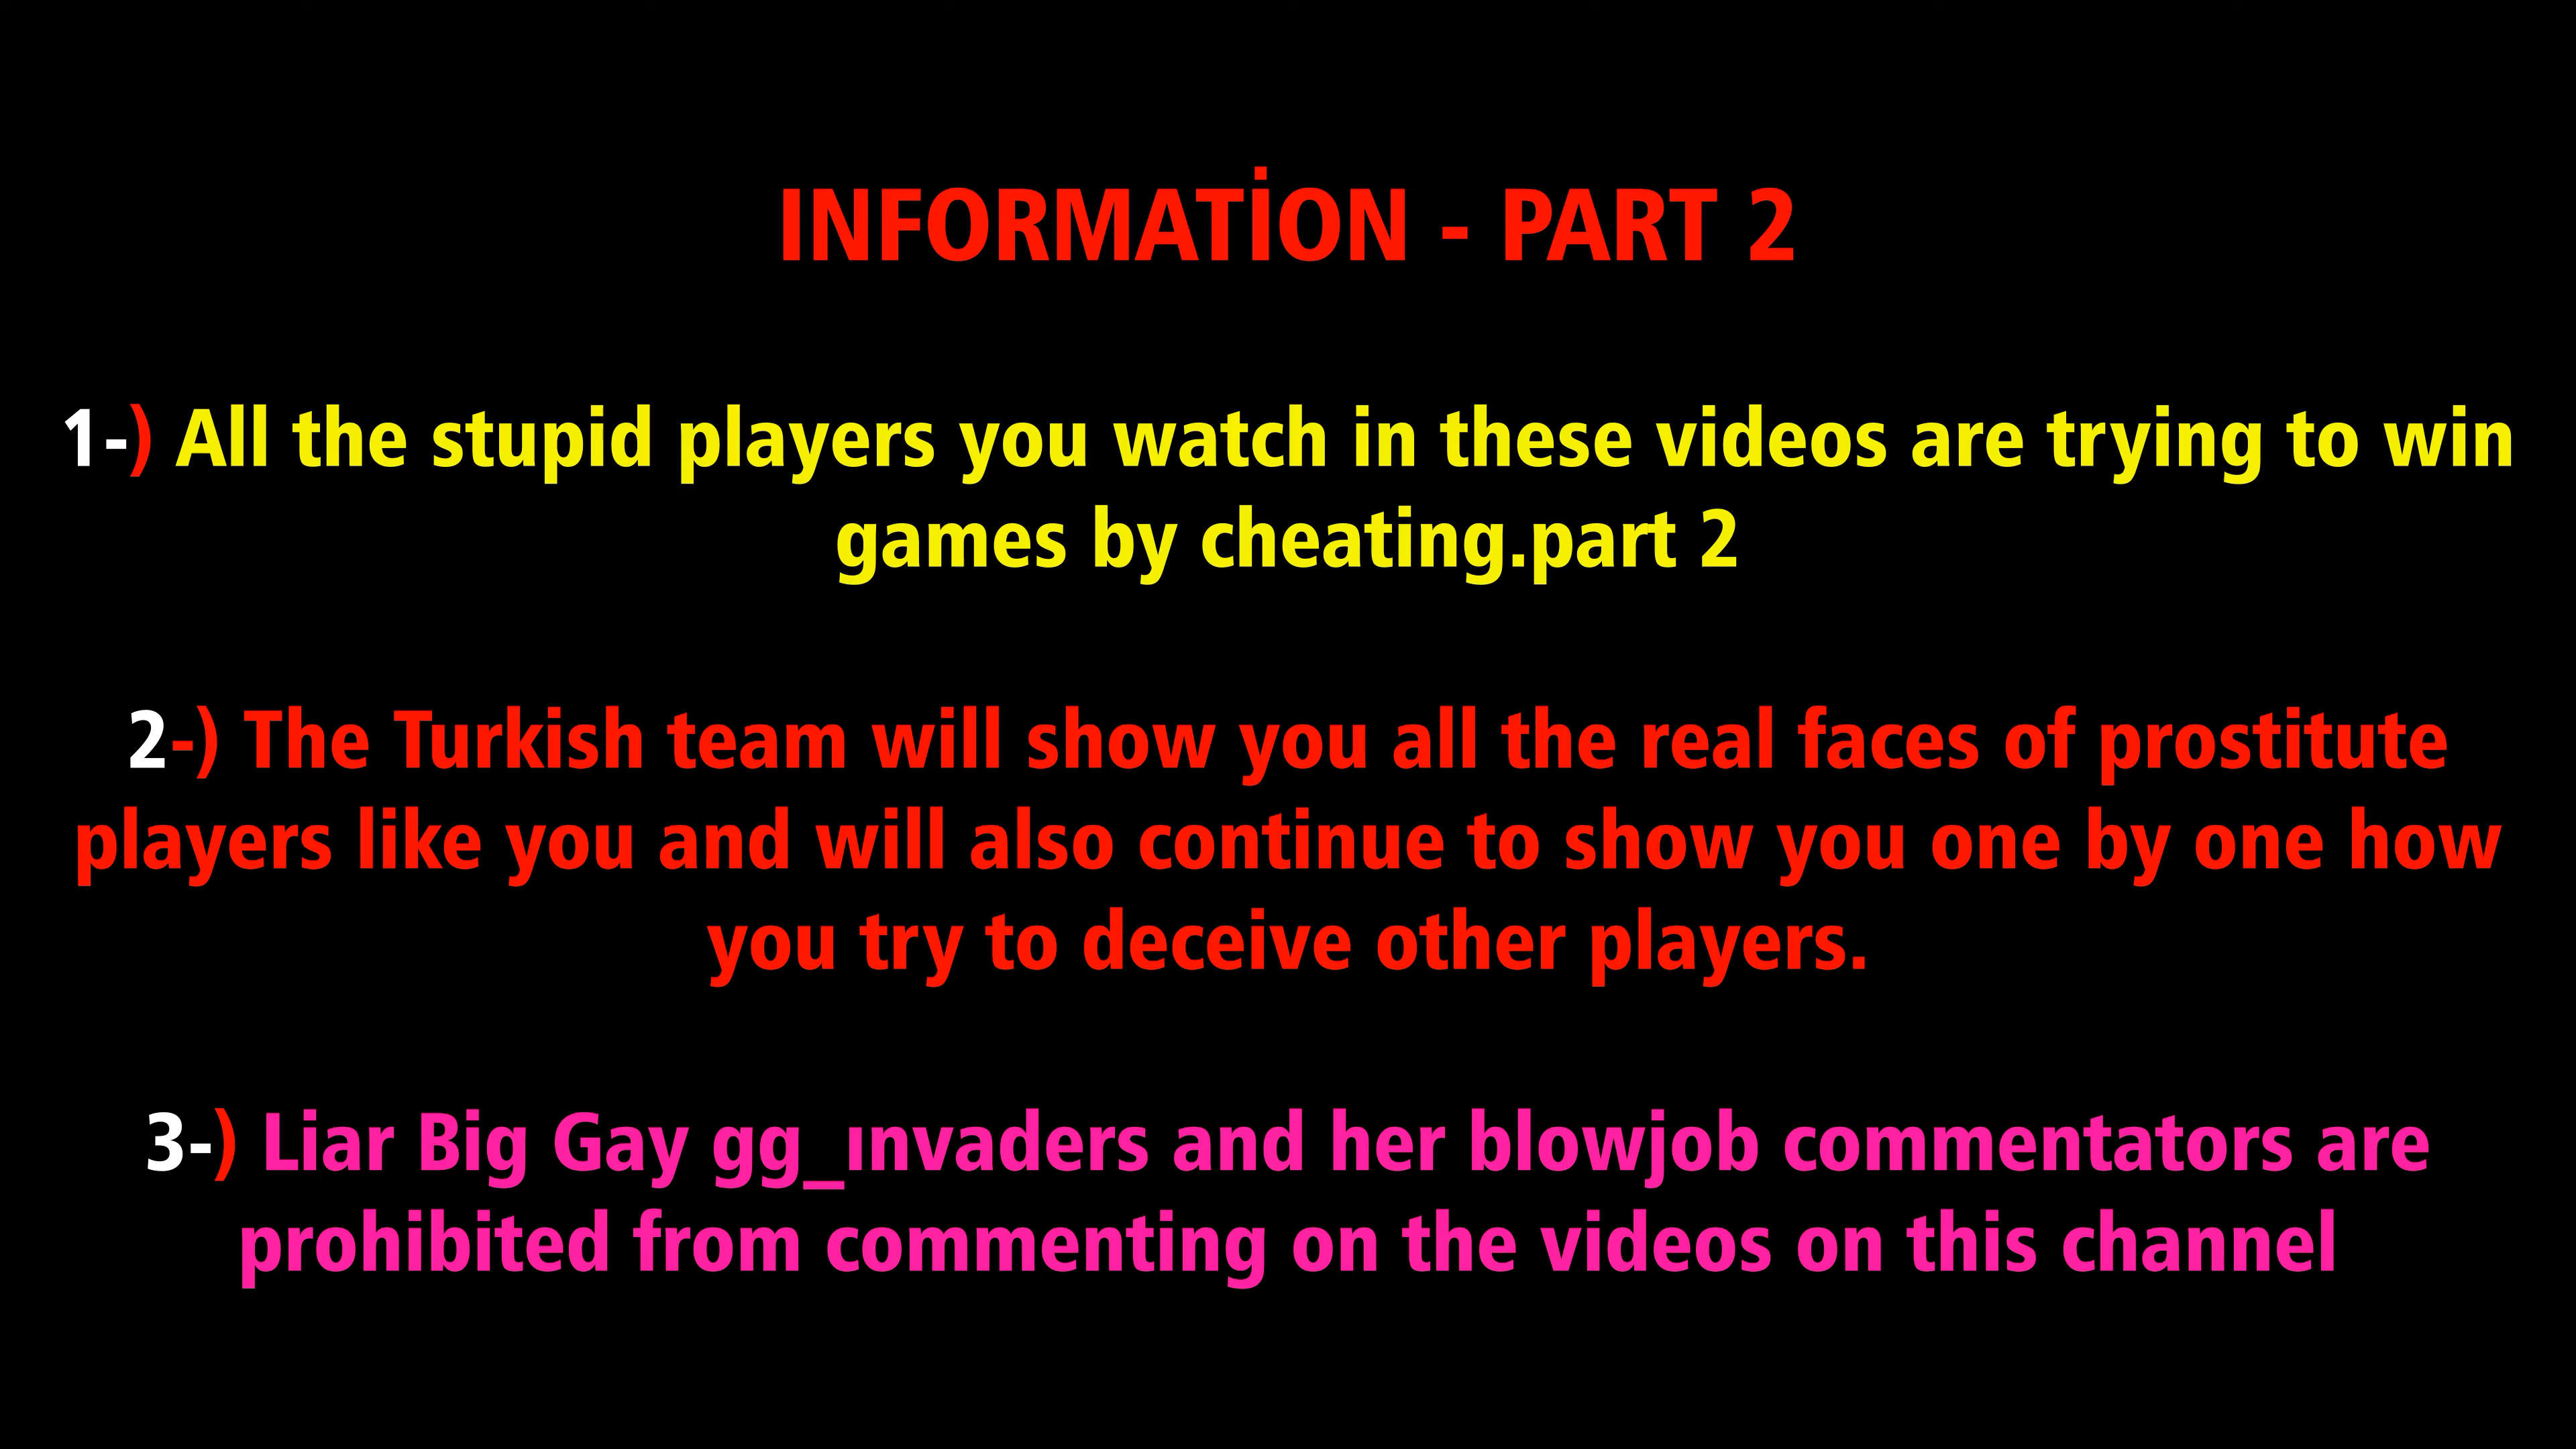 INFORMATİON - PART 2
1-) All the stupid players you watch in these videos are trying to win
games by cheating.part 2
2-) The Turkish team will show you all the real faces of prostitute
players like you and will also continue to show you one by one how
you try to deceive other players.
3-) Liar Big Gay gg_ınvaders and her blowjob commentators are
prohibited from commenting on the videos on this channel